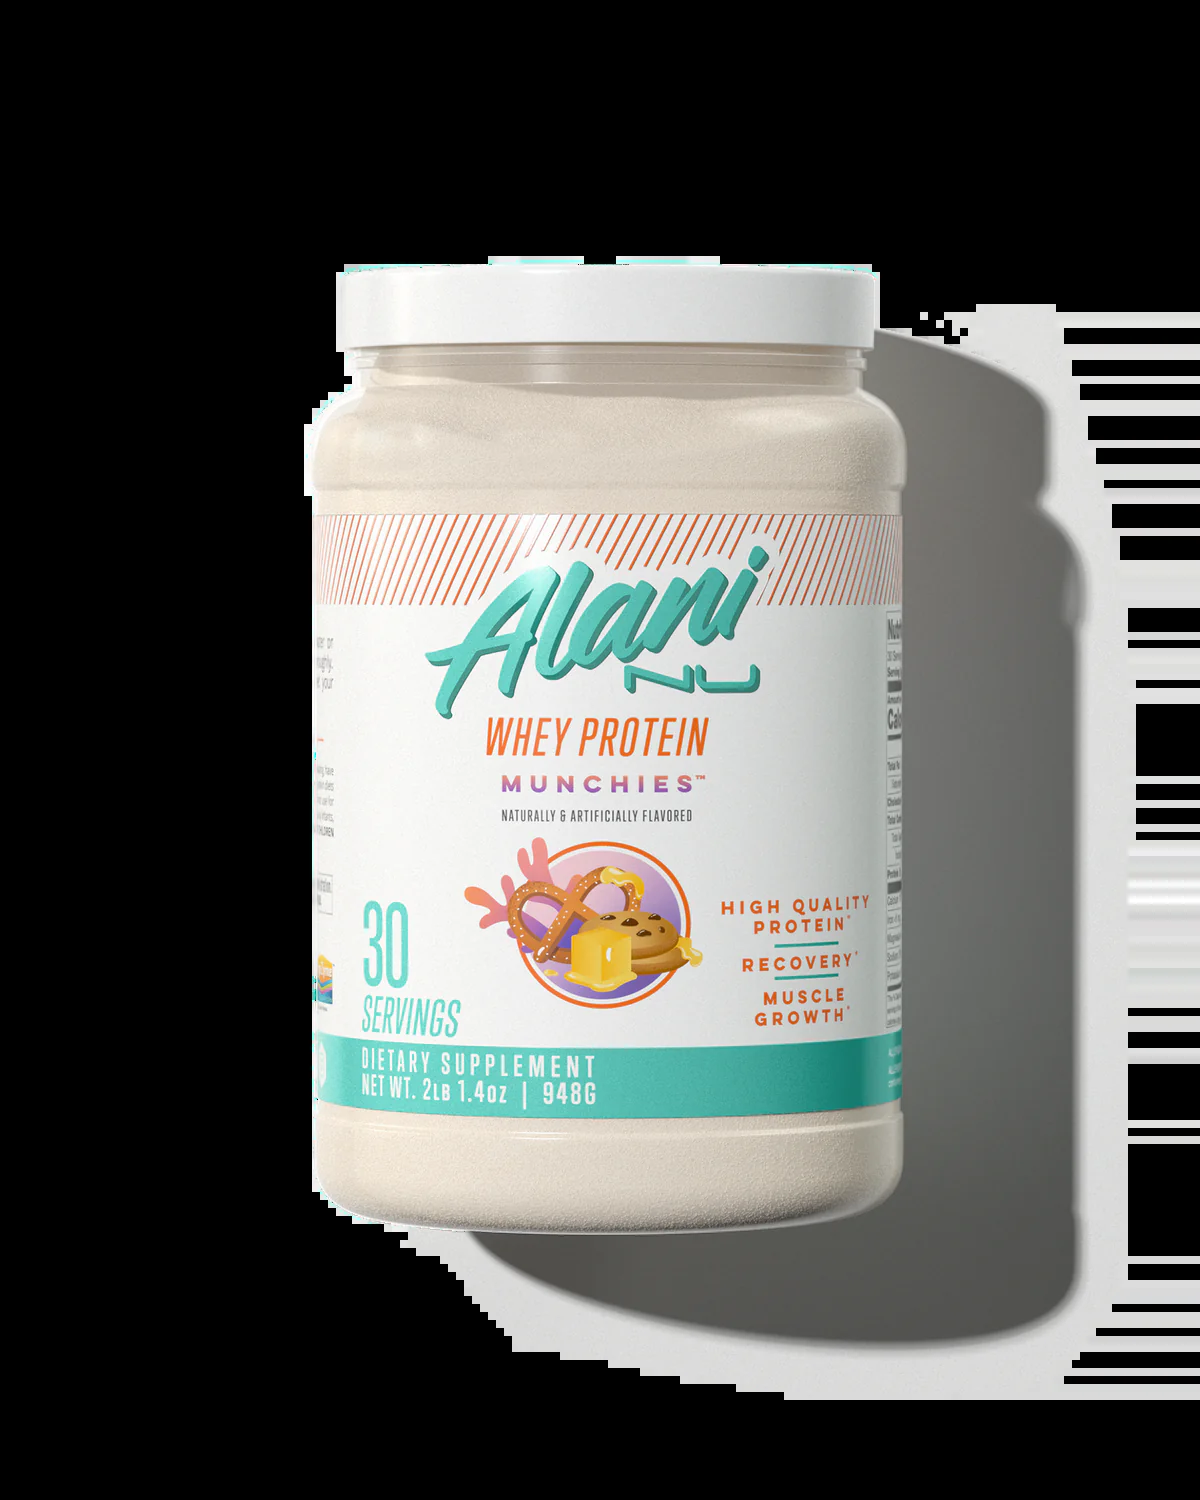 Alani
NU
WHEY PROTEIN
MUNCHIES™
NATURALLY & ARTIFICIALLY FLAVORED
30
SERVINGS
HIGH QUALITY
PROTEIN*
RECOVERY*
MUSCLE
GROWTH*
DIETARY SUPPLEMENT
NET WT. 2LB 1.4OZ | 948G